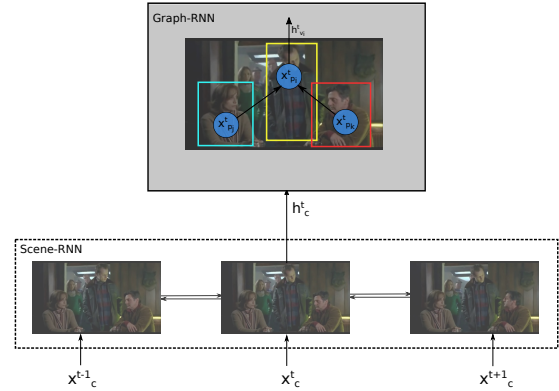 Graph-RNN
h^t_{v_i}
x^t_{p_i}
x^t_{p_j} x^t_{p_k}
h^t_c
Scene-RNN
x^{t-1}_c x^t_c x^{t+1}_c